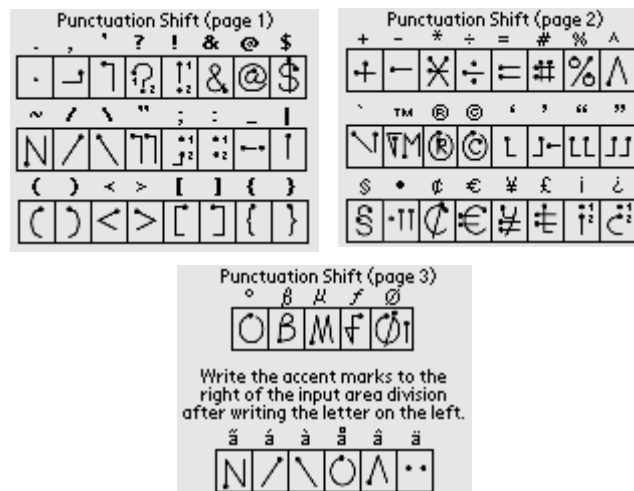 Punctuation Shift (page 1)
. , ' ? ! & @ $
~ / \ " ; : _ |
( ) < > [ ] { }
Punctuation Shift (page 2)
+ - * ÷ = # % ^
` ™ ® © ‘ ’ “ ”
§ • ¢ € ¥ £ ¡ ¿
Punctuation Shift (page 3)
° β μ ƒ Ø
Write the accent marks to the
right of the input area division
after writing the letter on the left.
ã á à å â ä